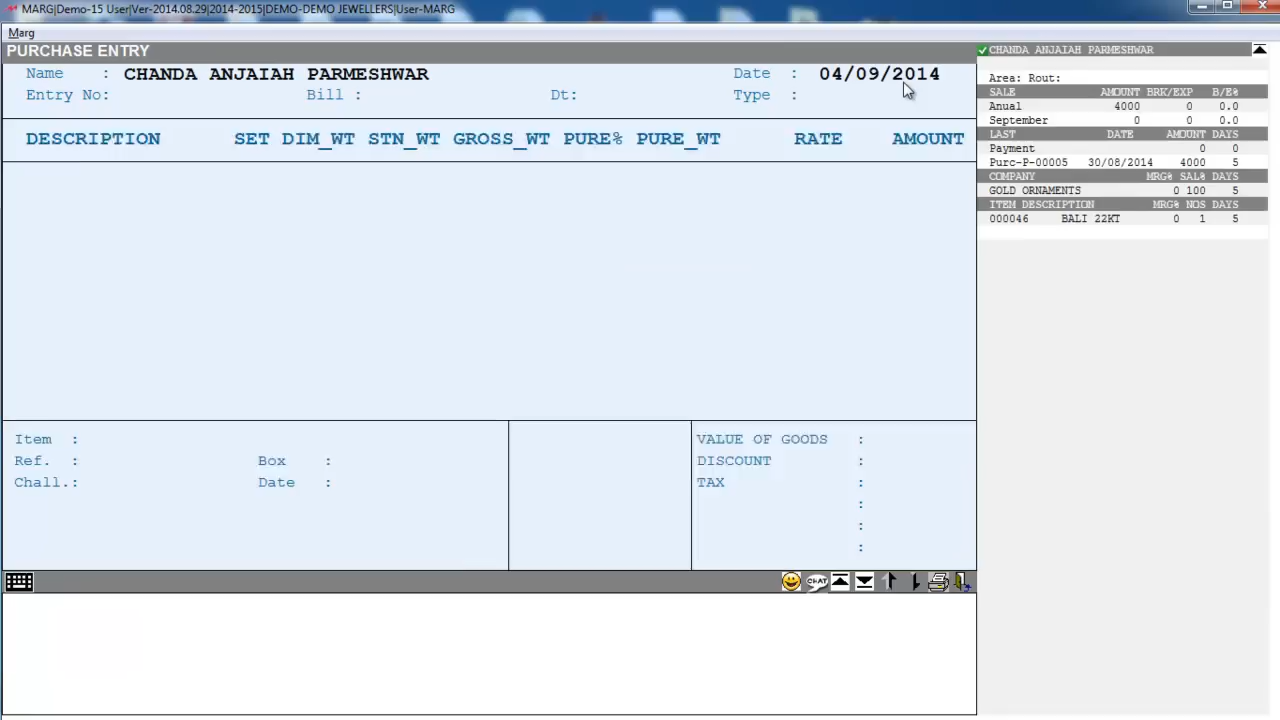 MARG|Demo-15 User|Ver-2014.08.29|2014-2015|DEMO-DEMO JEWELLERS|User-MARG
Marg
PURCHASE ENTRY
Name : CHANDA ANJAIAH PARMESHWAR Date : 04/09/2014
Entry No: Bill : Dt: Type :
DESCRIPTION SET DIM_WT STN_WT GROSS_WT PURE% PURE_WT RATE AMOUNT
Item :
Ref. : Box :
Chall.: Date :
VALUE OF GOODS :
DISCOUNT :
TAX :
:
:
:
CHAT
CHANDA ANJAIAH PARMESHWAR
Area: Rout:
SALE AMOUNT BRK/EXP B/E%
Anual 4000 0 0.0
September 0 0 0.0
LAST DATE AMOUNT DAYS
Payment 0 0
Purc-P-00005 30/08/2014 4000 5
COMPANY MRG% SAL% DAYS
GOLD ORNAMENTS 0 100 5
ITEM DESCRIPTION MRG% NOS DAYS
000046 BALI 22KT 0 1 5